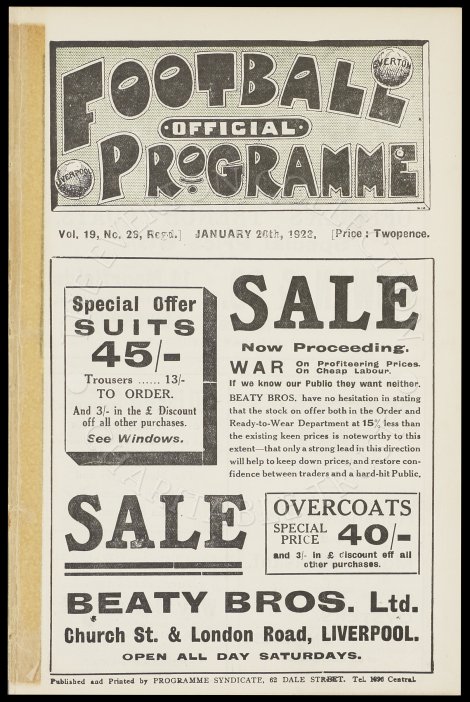 FOOTBALL
EVERTON
OFFICIAL
LIVERPOOL
PROGRAMME
Vol. 19, No. 29, Regd.] JANUARY 26th, 1922, [Price : Twopence.
Special Offer
SUITS
45/-
Trousers ...... 13/-
TO ORDER.
And 3/- in the £ Discount
off all other purchases.
See Windows.
SALE
Now Proceeding.
WAR On Profiteering Prices.
On Cheap Labour.
If we know our Public they want neither.
BEATY BROS. have no hesitation in stating
that the stock on offer both in the Order and
Ready-to-Wear Department at 15% less than
the existing keen prices is noteworthy to this
extent—that only a strong lead in this direction
will help to keep down prices, and restore con-
fidence between traders and a hard-hit Public.
SALE
OVERCOATS
SPECIAL
PRICE 40/-
and 3/- in £ discount off all
other purchases.
BEATY BROS. Ltd.
Church St. & London Road, LIVERPOOL.
OPEN ALL DAY SATURDAYS.
Published and Printed by PROGRAMME SYNDICATE, 62 DALE STREET. Tel. 1696 Central.